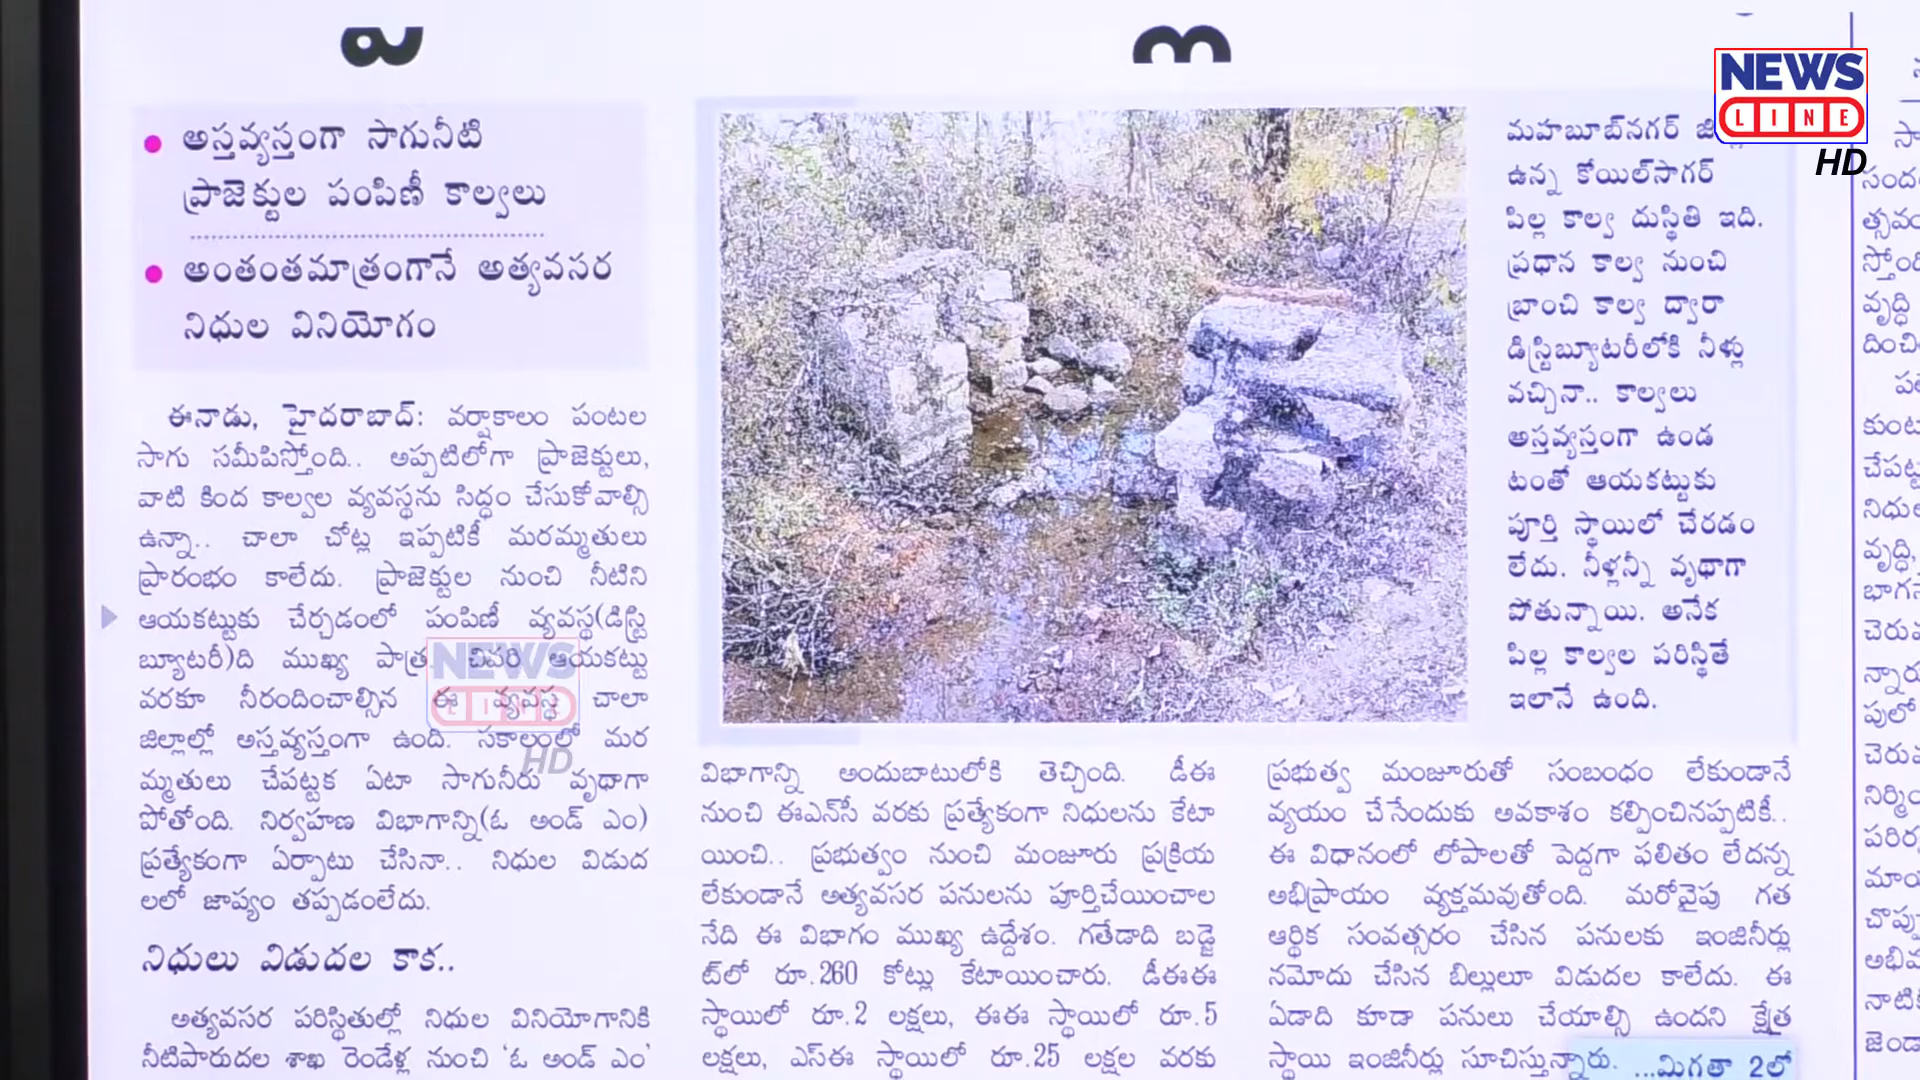 NEWS
LINE
HD
• అస్తవ్యస్తంగా సాగునీటి
ప్రాజెక్టుల పంపిణీ కాల్వలు
• అంతంతమాత్రంగానే అత్యవసర
నిధుల వినియోగం
ఈనాడు, హైదరాబాద్: వర్షాకాలం పంటల
సాగు సమీపిస్తోంది.. అప్పటిలోగా ప్రాజెక్టులు,
వాటి కింద కాల్వల వ్యవస్థను సిద్ధం చేసుకోవాల్సి
ఉన్నా.. చాలా చోట్ల ఇప్పటికీ మరమ్మతులు
ప్రారంభం కాలేదు. ప్రాజెక్టుల నుంచి నీటిని
ఆయకట్టుకు చేర్చడంలో పంపిణీ వ్యవస్థ(డిస్ట్రి
బ్యూటరీ)ది ముఖ్య పాత్ర. చివరి ఆయకట్టు
వరకూ నీరందించాల్సిన ఈ వ్యవస్థ చాలా
జిల్లాల్లో అస్తవ్యస్తంగా ఉంది. సకాలంలో మర
మ్మతులు చేపట్టక ఏటా సాగునీరు వృథాగా
పోతోంది. నిర్వహణ విభాగాన్ని(ఓ అండ్ ఎం)
ప్రత్యేకంగా ఏర్పాటు చేసినా.. నిధుల విడుద
లలో జాప్యం తప్పడంలేదు.
నిధులు విడుదల కాక..
అత్యవసర పరిస్థితుల్లో నిధుల వినియోగానికి
నీటిపారుదల శాఖ రెండేళ్ల నుంచి ‘ఓ అండ్ ఎం’
NEWS
LINE
HD
మహబూబ్‌నగర్
ఉన్న కోయిల్‌సాగర్
పిల్ల కాల్వ దుస్థితి ఇది.
ప్రధాన కాల్వ నుంచి
బ్రాంచి కాల్వ ద్వారా
డిస్ట్రిబ్యూటరీలోకి నీళ్లు
వచ్చినా.. కాల్వలు
అస్తవ్యస్తంగా ఉండ
టంతో ఆయకట్టుకు
పూర్తి స్థాయిలో చేరడం
లేదు. నీళ్లన్నీ వృథాగా
పోతున్నాయి. అనేక
పిల్ల కాల్వల పరిస్థితే
ఇలానే ఉంది.
విభాగాన్ని అందుబాటులోకి తెచ్చింది. డీఈ
నుంచి ఈఎన్‌సీ వరకు ప్రత్యేకంగా నిధులను కేటా
యించి.. ప్రభుత్వం నుంచి మంజూరు ప్రక్రియ
లేకుండానే అత్యవసర పనులను పూర్తిచేయించాల
నేది ఈ విభాగం ముఖ్య ఉద్దేశం. గతేడాది బడ్జె
ట్‌లో రూ.260 కోట్లు కేటాయించారు. డీఈఈ
స్థాయిలో రూ.2 లక్షలు, ఈఈ స్థాయిలో రూ.5
లక్షలు, ఎస్‌ఈ స్థాయిలో రూ.25 లక్షల వరకు
ప్రభుత్వ మంజూరుతో సంబంధం లేకుండానే
వ్యయం చేసేందుకు అవకాశం కల్పించినప్పటికీ..
ఈ విధానంలో లోపాలతో పెద్దగా ఫలితం లేదన్న
అభిప్రాయం వ్యక్తమవుతోంది. మరోవైపు గత
ఆర్థిక సంవత్సరం చేసిన పనులకు ఇంజినీర్లు
నమోదు చేసిన బిల్లులూ విడుదల కాలేదు. ఈ
ఏడాది కూడా పనులు చేయాల్సి ఉందని క్షేత్ర
స్థాయి ఇంజినీర్లు సూచిస్తున్నారు. ...మిగతా 2లో